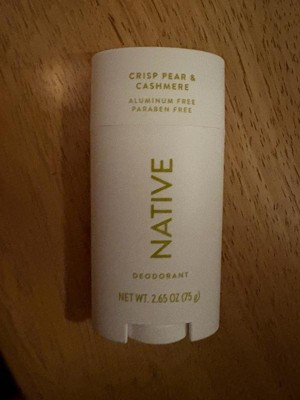 CRISP PEAR &
CASHMERE
ALUMINUM FREE
PARABEN FREE
NATIVE
DEODORANT
NET WT. 2.65 OZ (75 g)